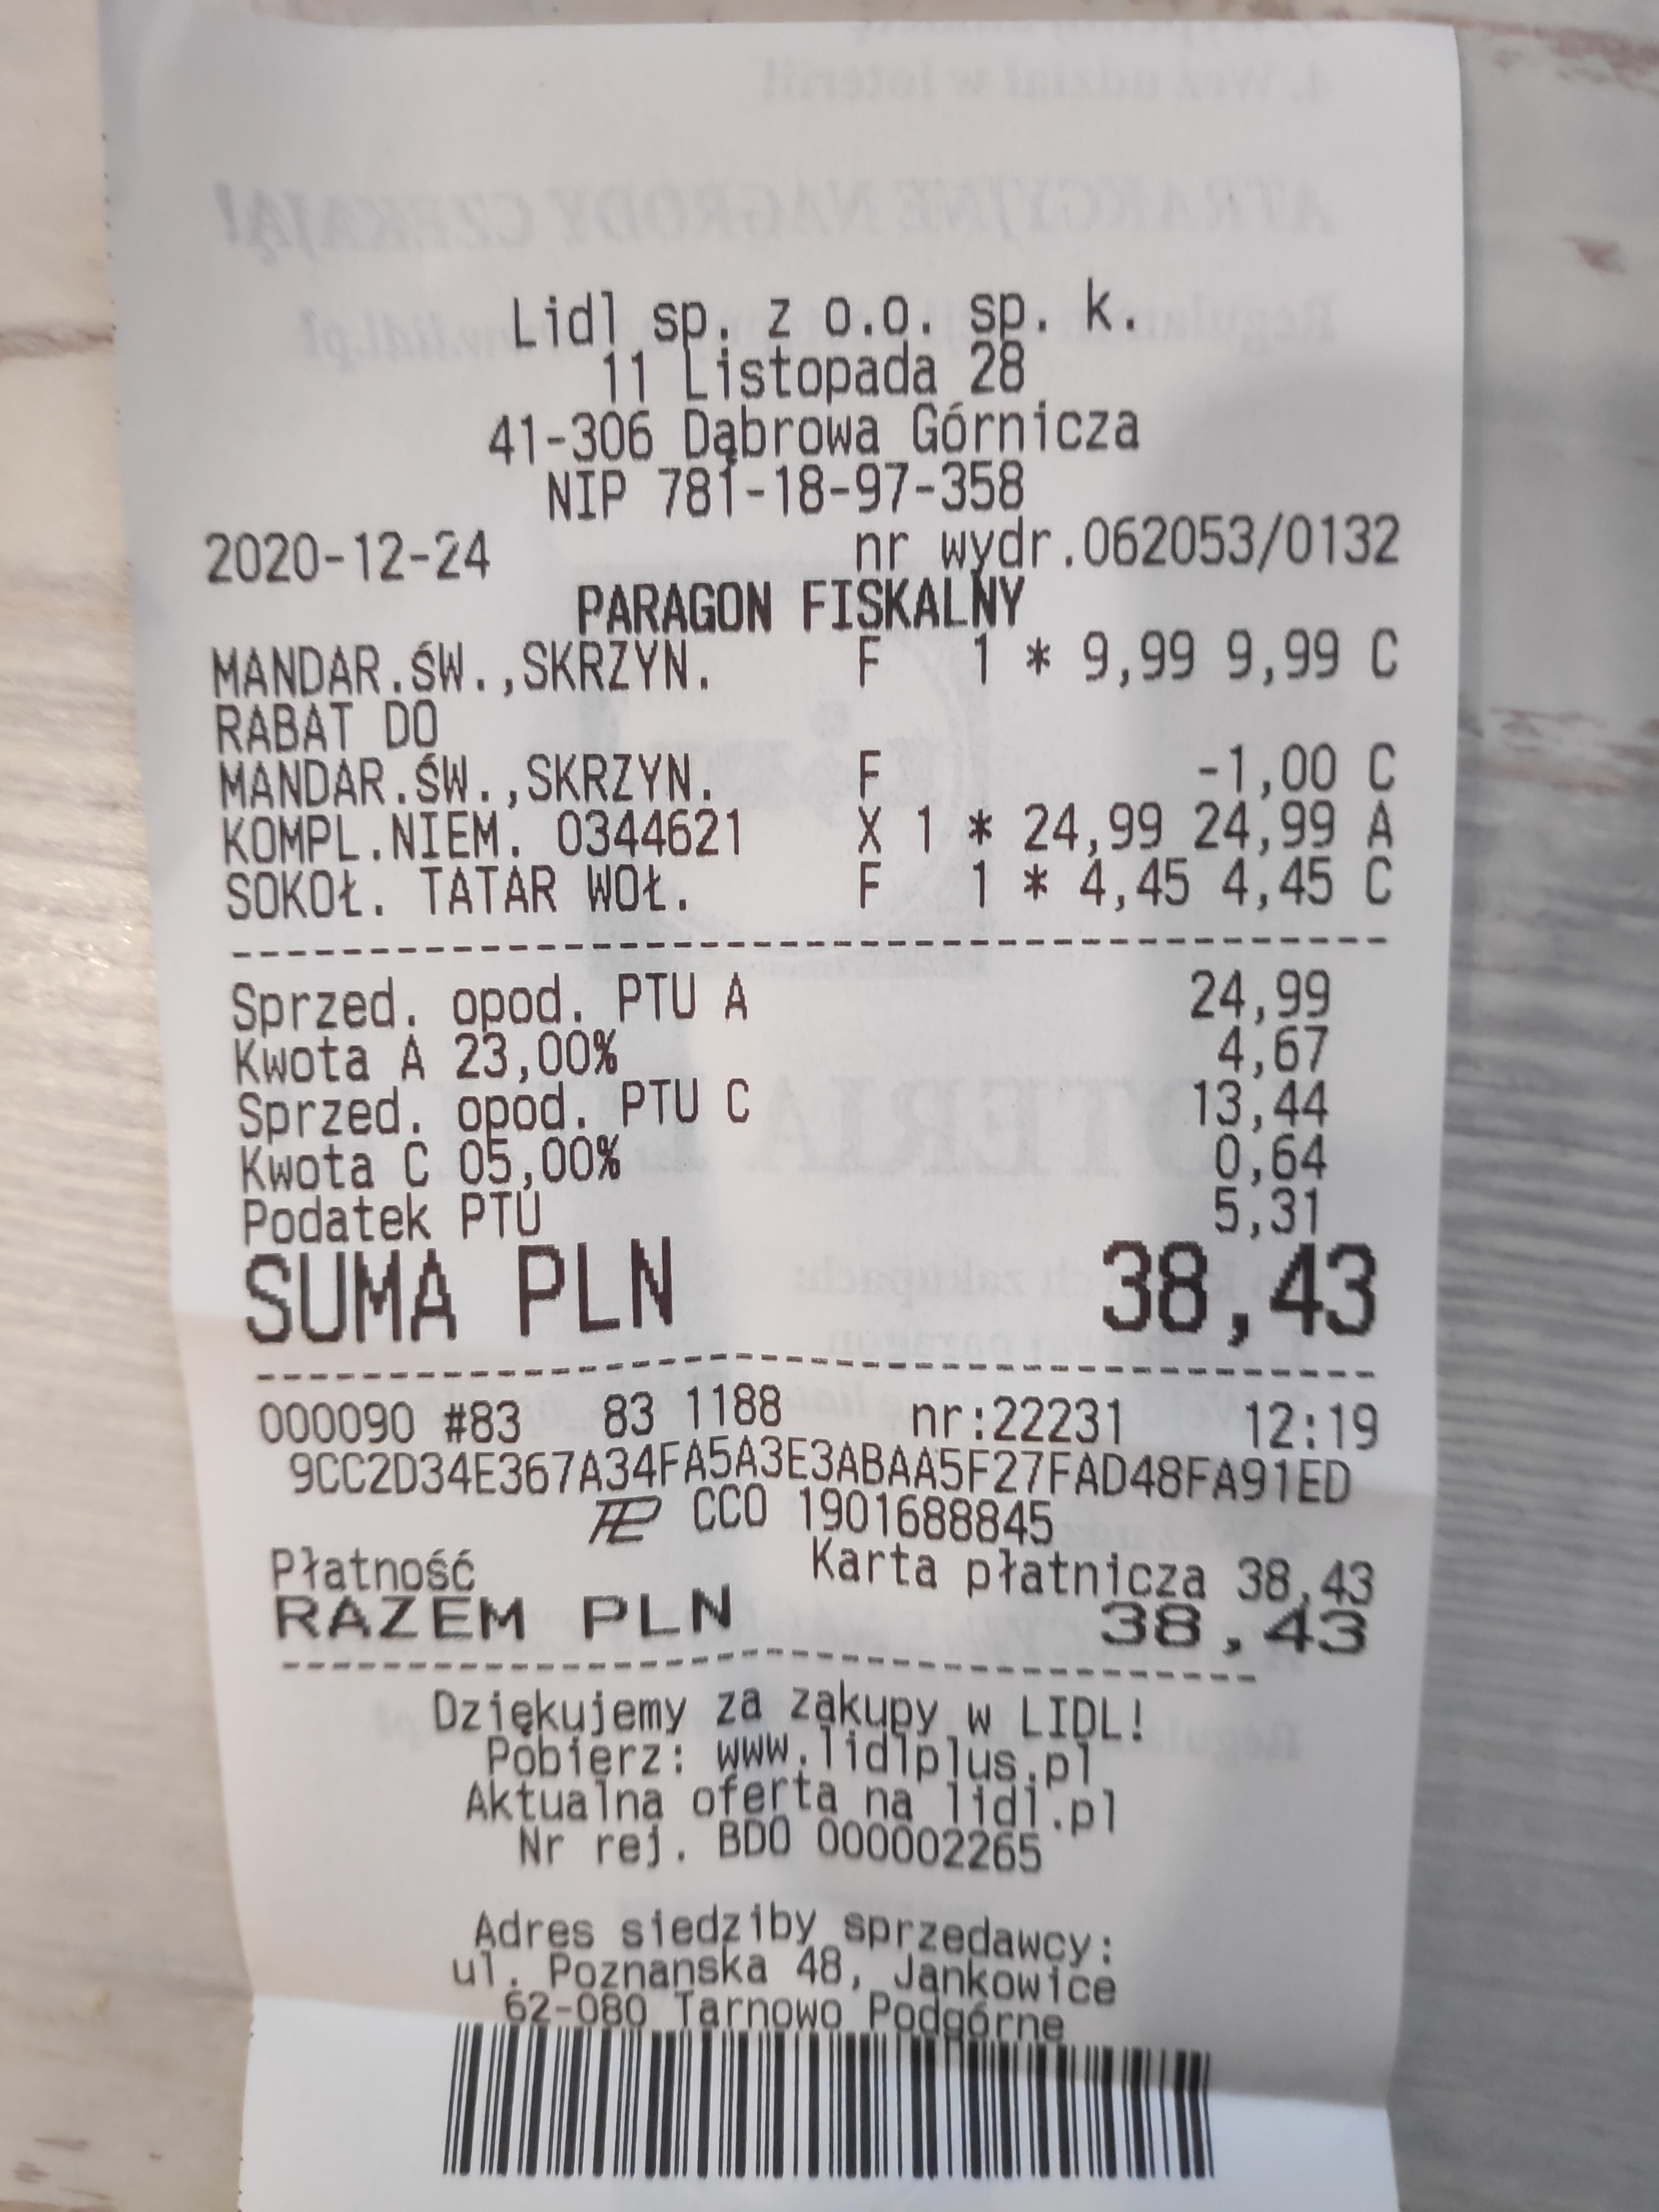 Lidl sp. z o.o. sp. k.
11 Listopada 28
41-306 Dąbrowa Górnicza
NIP 781-18-97-358
2020-12-24 nr wydr.062053/0132
PARAGON FISKALNY
MANDAR.ŚW.,SKRZYN. F 1 * 9,99 9,99 C
RABAT DO
MANDAR.ŚW.,SKRZYN. F -1,00 C
KOMPL.NIEM. 0344621 X 1 * 24,99 24,99 A
SOKOŁ. TATAR WOŁ. F 1 * 4,45 4,45 C
Sprzed. opod. PTU A 24,99
Kwota A 23,00% 4,67
Sprzed. opod. PTU C 13,44
Kwota C 05,00% 0,64
Podatek PTU 5,31
SUMA PLN 38,43
000090 #83 83 1188 nr:22231 12:19
9CC2D34E367A34FA5A3E3ABAA5F27FAD48FA91ED
CCO 1901688845
Płatność Karta płatnicza 38,43
RAZEM PLN 38,43
Dziękujemy za zakupy w LIDL!
Pobierz: www.lidlplus.pl
Aktualna oferta na lidl.pl
Nr rej. BDO 000002265
Adres siedziby sprzedawcy:
ul. Poznańska 48, Jankowice
62-080 Tarnowo Podgórne